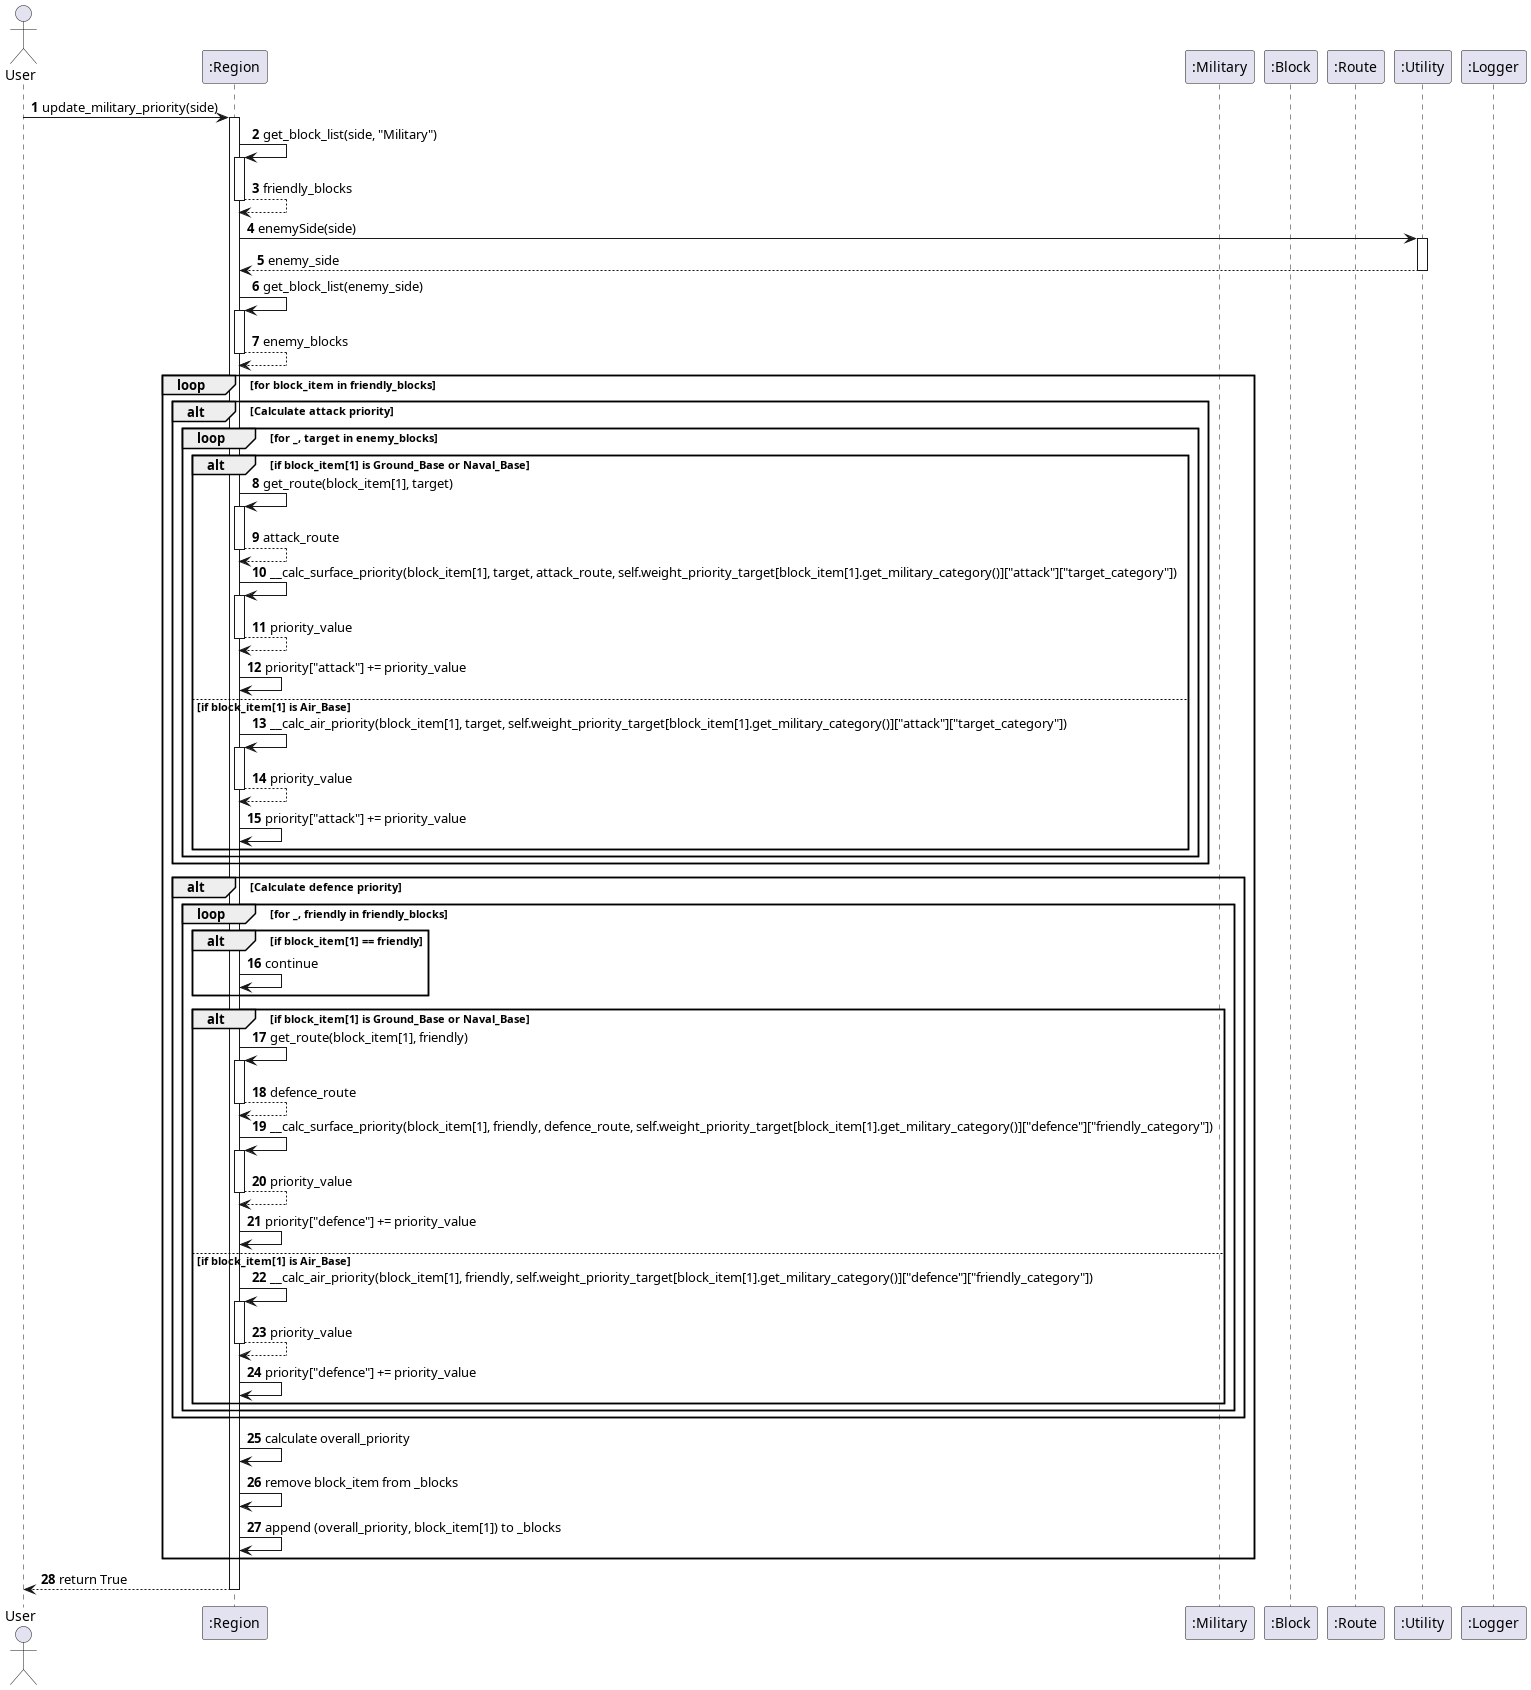 User
:Region
:Military
:Block
:Route
:Utility
:Logger
1 update_military_priority(side)
2 get_block_list(side, "Military")
3 friendly_blocks
4 enemySide(side)
5 enemy_side
6 get_block_list(enemy_side)
7 enemy_blocks
loop [for block_item in friendly_blocks]
alt [Calculate attack priority]
loop [for _, target in enemy_blocks]
alt [if block_item[1] is Ground_Base or Naval_Base]
8 get_route(block_item[1], target)
9 attack_route
10 __calc_surface_priority(block_item[1], target, attack_route, self.weight_priority_target[block_item[1].get_military_category()]["attack"]["target_category"])
11 priority_value
12 priority["attack"] += priority_value
[if block_item[1] is Air_Base]
13 __calc_air_priority(block_item[1], target, self.weight_priority_target[block_item[1].get_military_category()]["attack"]["target_category"])
14 priority_value
15 priority["attack"] += priority_value
alt [Calculate defence priority]
loop [for _, friendly in friendly_blocks]
alt [if block_item[1] == friendly]
16 continue
alt [if block_item[1] is Ground_Base or Naval_Base]
17 get_route(block_item[1], friendly)
18 defence_route
19 __calc_surface_priority(block_item[1], friendly, defence_route, self.weight_priority_target[block_item[1].get_military_category()]["defence"]["friendly_category"])
20 priority_value
21 priority["defence"] += priority_value
[if block_item[1] is Air_Base]
22 __calc_air_priority(block_item[1], friendly, self.weight_priority_target[block_item[1].get_military_category()]["defence"]["friendly_category"])
23 priority_value
24 priority["defence"] += priority_value
25 calculate overall_priority
26 remove block_item from _blocks
27 append (overall_priority, block_item[1]) to _blocks
28 return True
User
:Region
:Military
:Block
:Route
:Utility
:Logger